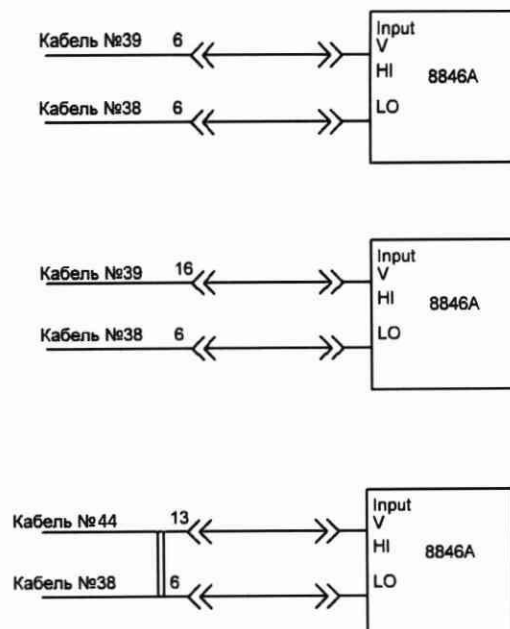 Input
Кабель №39 6 V
HI 8846A
Кабель №38 6 LO
Input
Кабель №39 16 V
HI 8846A
Кабель №38 6 LO
Input
Кабель №44 13 V
HI 8846A
Кабель №38 6 LO